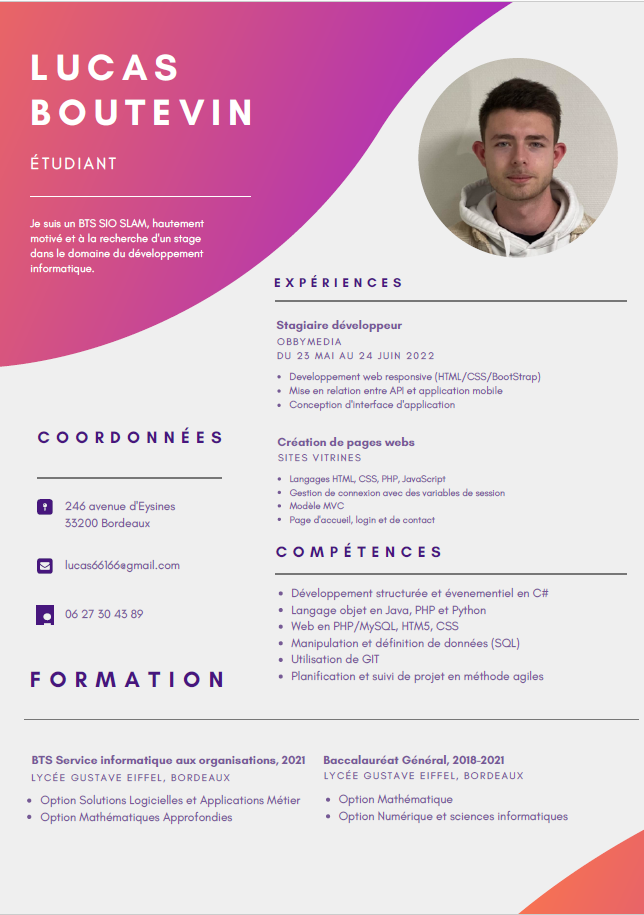 LUCAS
BOUTEVIN
ÉTUDIANT
Je suis un BTS SIO SLAM, hautement
motivé et à la recherche d'un stage
dans le domaine du développement
informatique.
EXPÉRIENCES
Stagiaire développeur
OBBYMEDIA
DU 23 MAI AU 24 JUIN 2022
• Developpement web responsive (HTML/CSS/BootStrap)
• Mise en relation entre API et application mobile
• Conception d'interface d'application
Création de pages webs
SITES VITRINES
• Langages HTML, CSS, PHP, JavaScript
• Gestion de connexion avec des variables de session
• Modèle MVC
• Page d'accueil, login et de contact
COMPÉTENCES
• Développement structurée et évenementiel en C#
• Langage objet en Java, PHP et Python
• Web en PHP/MySQL, HTM5, CSS
• Manipulation et définition de données (SQL)
• Utilisation de GIT
• Planification et suivi de projet en méthode agiles
COORDONNÉES
246 avenue d'Eysines
33200 Bordeaux
lucas66166@gmail.com
06 27 30 43 89
FORMATION
BTS Service informatique aux organisations, 2021
LYCÉE GUSTAVE EIFFEL, BORDEAUX
• Option Solutions Logicielles et Applications Métier
• Option Mathématiques Approfondies
Baccalauréat Général, 2018-2021
LYCÉE GUSTAVE EIFFEL, BORDEAUX
• Option Mathématique
• Option Numérique et sciences informatiques